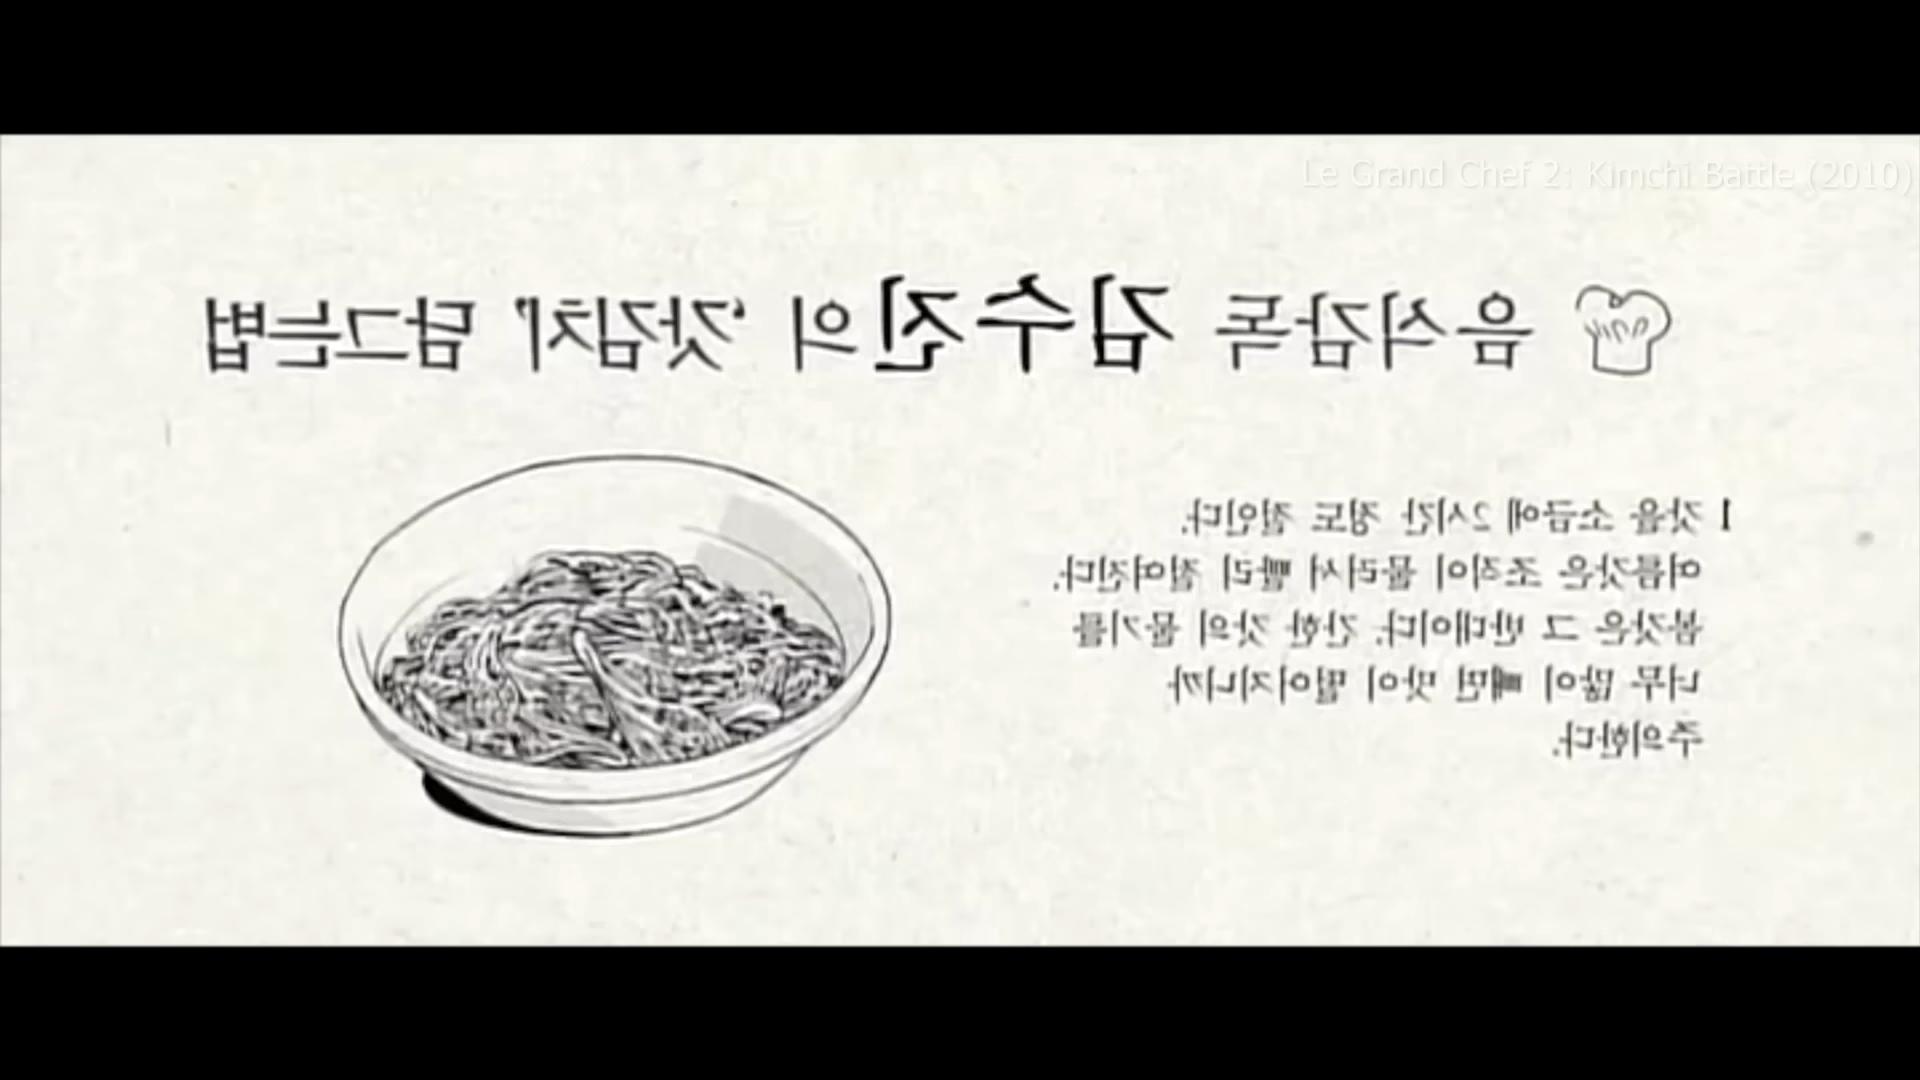 Le Grand Chef 2: Kimchi Battle (2010)
음식감독 김수진의 '갓김치' 담그는법
1 갓을 소금에 2시간 정도 절인다.
여름갓은 조직이 물러서 빨리 절여진다.
봄갓은 그 반대이다. 간한 갓의 물기를
너무 많이 빼면 맛이 떨어지니까
주의한다.